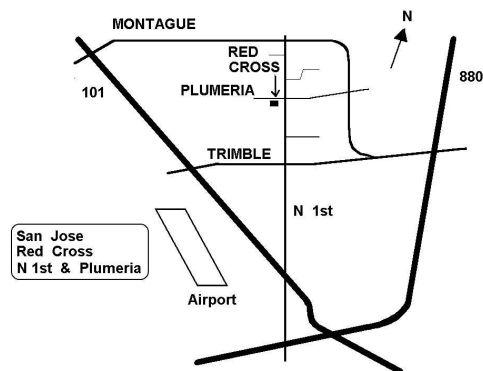 MONTAGUE
N
RED
CROSS
880
101
PLUMERIA
TRIMBLE
N 1st
San Jose
Red Cross
N 1st & Plumeria
Airport